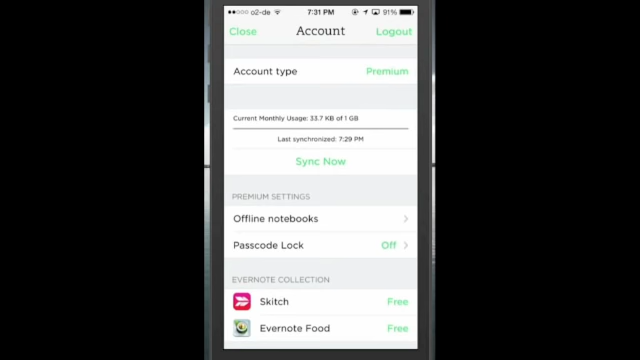 o2-de 7:31 PM 91%
Close Account Logout
Account type Premium
Current Monthly Usage: 33.7 KB of 1 GB
Last synchronized: 7:29 PM
Sync Now
PREMIUM SETTINGS
Offline notebooks
Passcode Lock Off
EVERNOTE COLLECTION
Skitch Free
Evernote Food Free